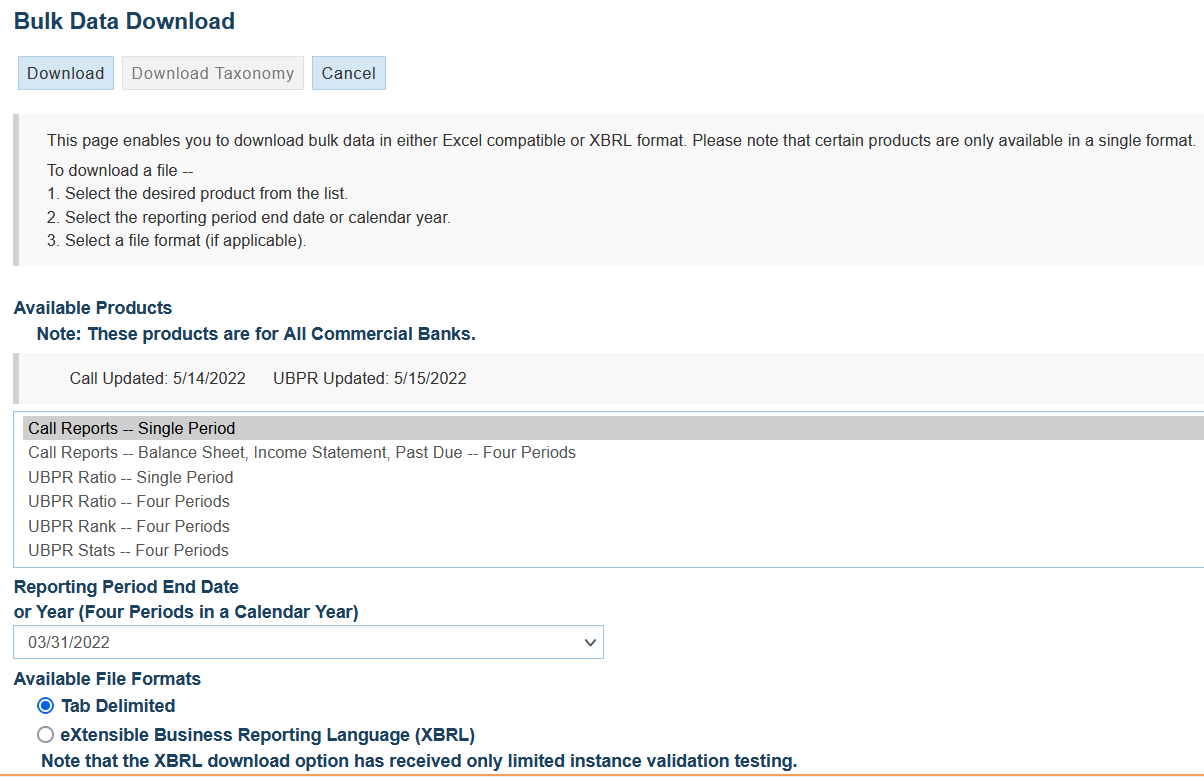 Bulk Data Download
Download Download Taxonomy Cancel
This page enables you to download bulk data in either Excel compatible or XBRL format. Please note that certain products are only available in a single format.
To download a file --
1. Select the desired product from the list.
2. Select the reporting period end date or calendar year.
3. Select a file format (if applicable).
Available Products
Note: These products are for All Commercial Banks.
Call Updated: 5/14/2022 UBPR Updated: 5/15/2022
Call Reports -- Single Period
Call Reports -- Balance Sheet, Income Statement, Past Due -- Four Periods
UBPR Ratio -- Single Period
UBPR Ratio -- Four Periods
UBPR Rank -- Four Periods
UBPR Stats -- Four Periods
Reporting Period End Date
or Year (Four Periods in a Calendar Year)
03/31/2022
Available File Formats
Tab Delimited
eXtensible Business Reporting Language (XBRL)
Note that the XBRL download option has received only limited instance validation testing.